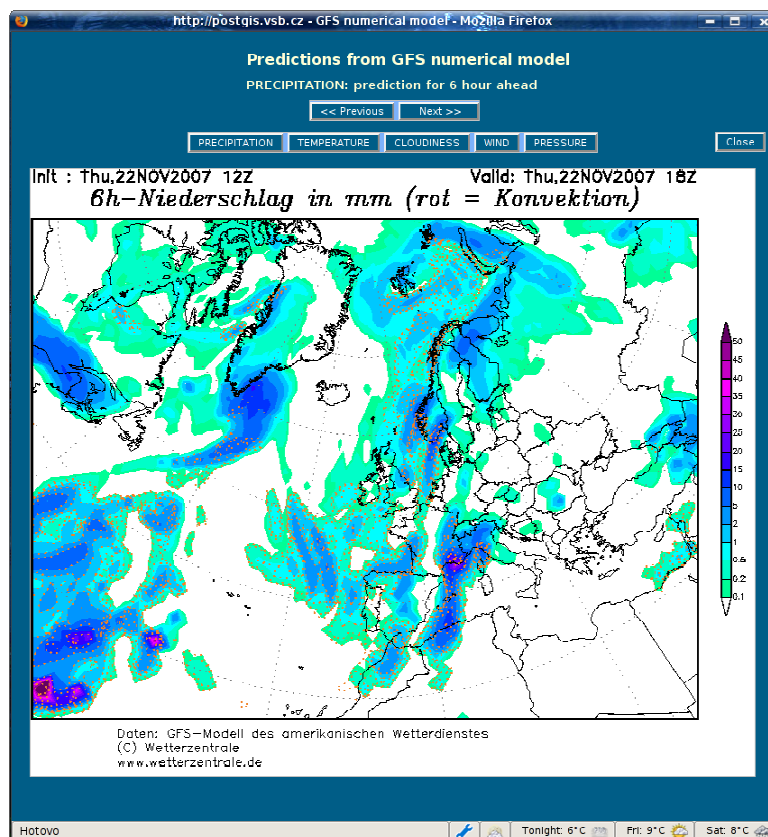 http://postgis.vsb.cz - GFS numerical model - Mozilla Firefox
Predictions from GFS numerical model
PRECIPITATION: prediction for 6 hour ahead
<< Previous Next >>
PRECIPITATION TEMPERATURE CLOUDINESS WIND PRESSURE Close
Init : Thu,22NOV2007 12Z Valid: Thu,22NOV2007 18Z
6h-Niederschlag in mm (rot = Konvektion)
50
45
40
35
30
25
20
15
10
5
2
1
0.5
0.2
0.1
Daten: GFS-Modell des amerikanischen Wetterdienstes
(C) Wetterzentrale
www.wetterzentrale.de
Hotovo Tonight: 6°C Fri: 9°C Sat: 8°C